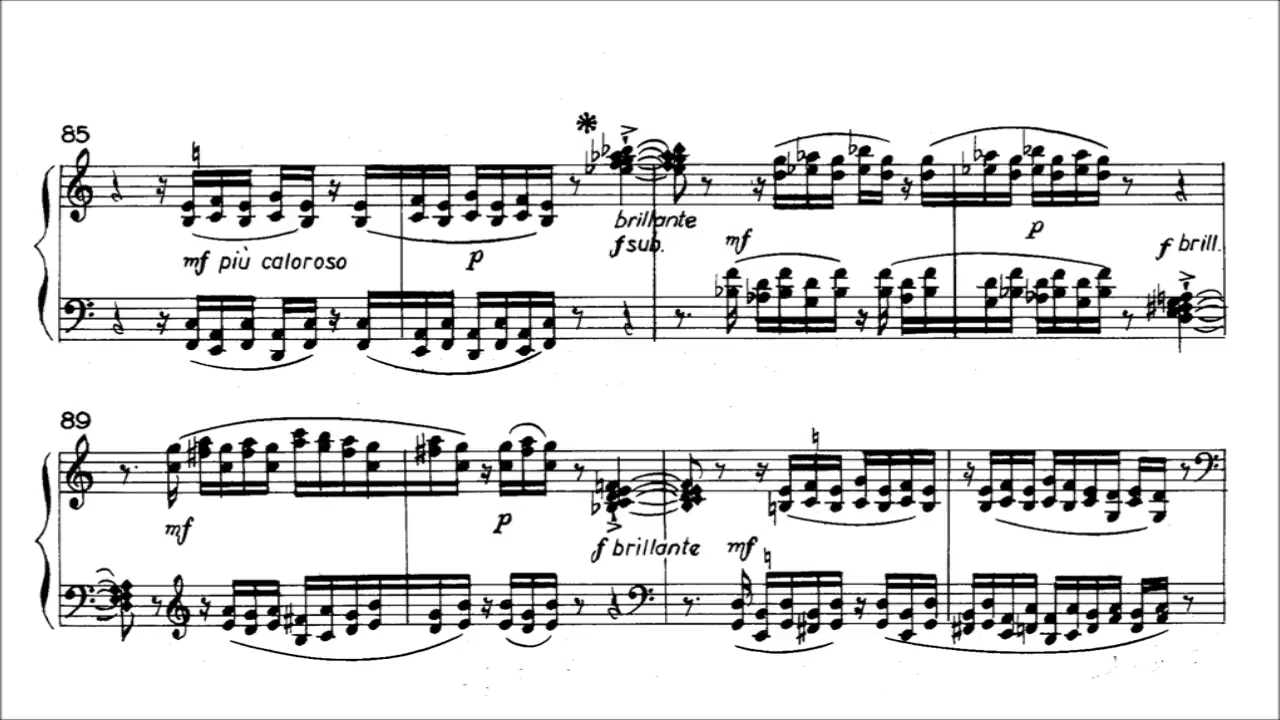 85
*
brillante
mf più caloroso
p
f sub.
mf
p
f brill.
89
mf
p
f brillante
mf